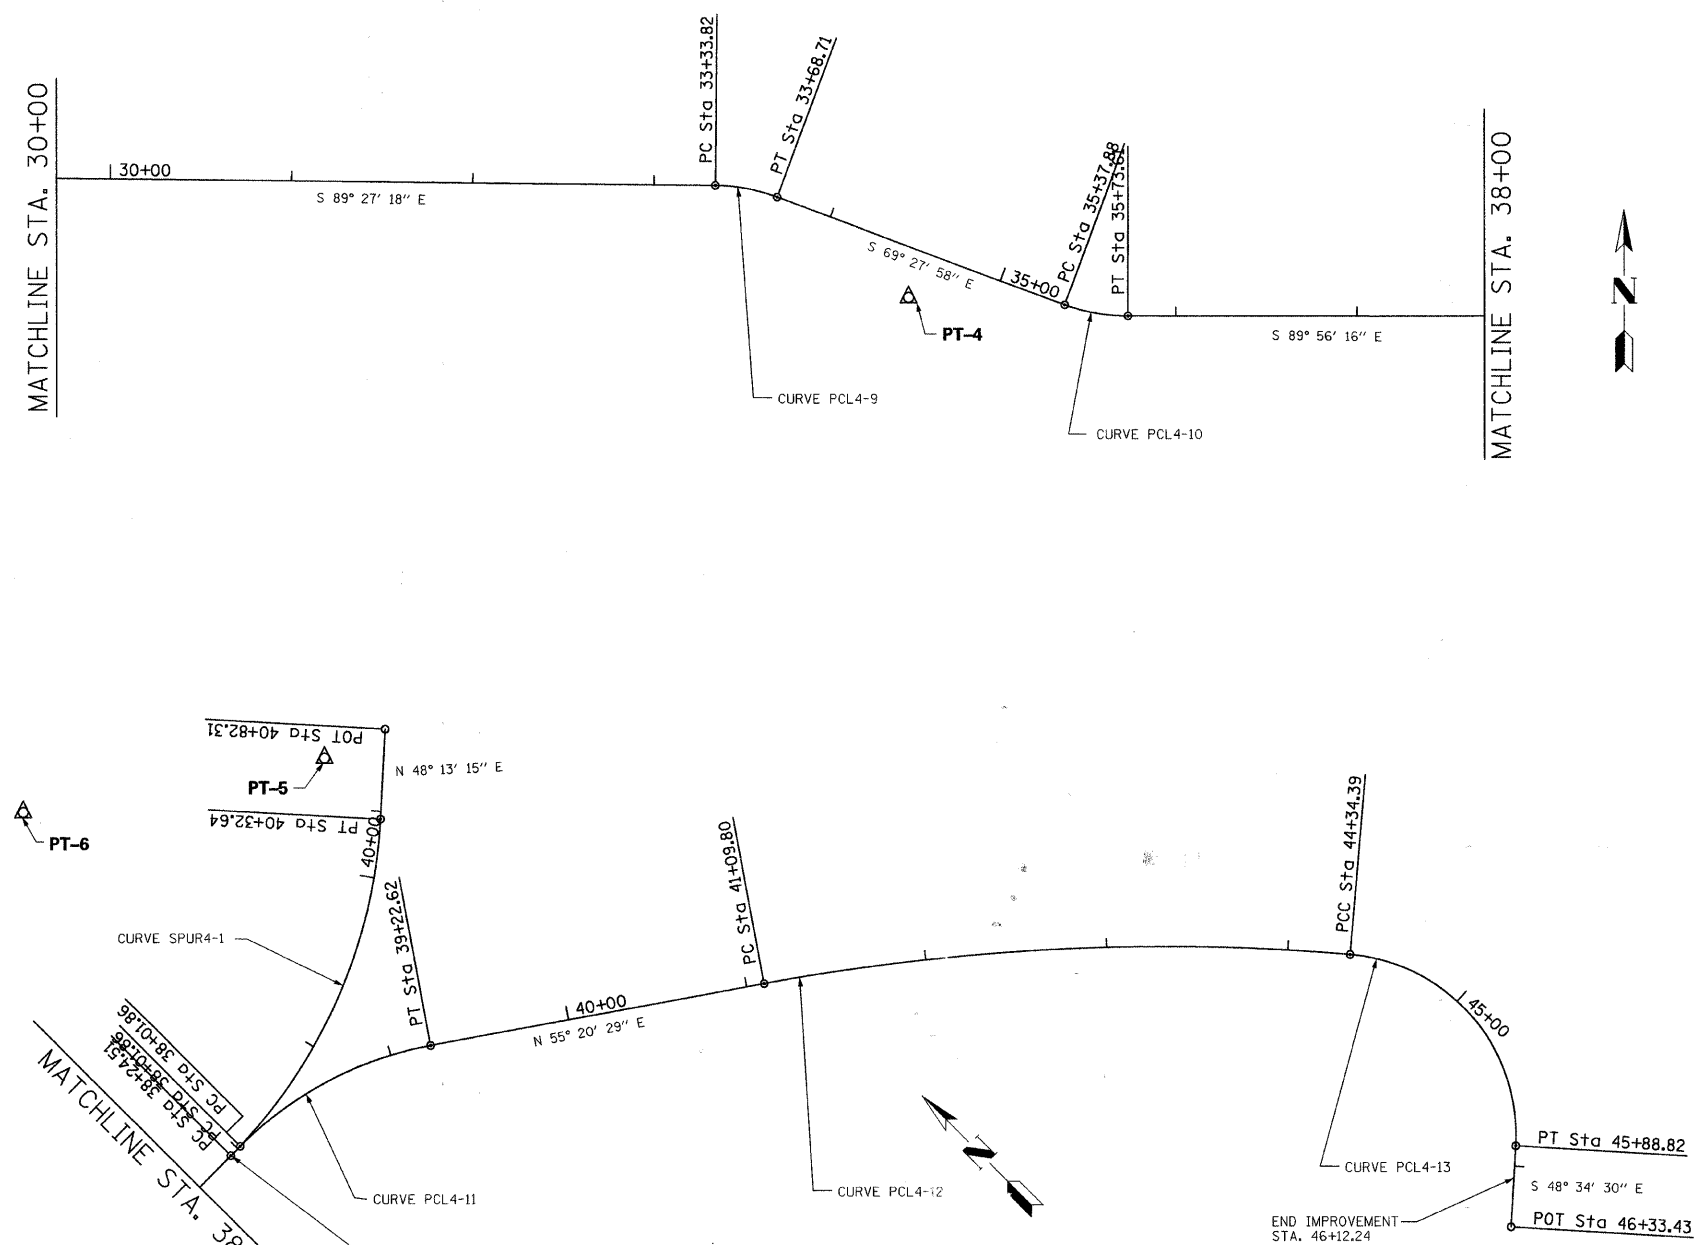 MATCHLINE STA. 30+00
30+00
S 89° 27' 18" E
PC Sta 33+33.82
PT Sta 33+68.71
S 69° 27' 58" E
35+00
PC Sta 35+37.88
PT Sta 35+73.67
S 89° 56' 16" E
MATCHLINE STA. 38+00
N
PT-4
CURVE PCL4-9
CURVE PCL4-10
POT Sta 40+82.31
PT-5
N 48° 13' 15" E
PT Sta 40+32.64
40+00
PT-6
CURVE SPUR4-1
PT Sta 39+22.62
PC Sta 38+01.86
PC Sta 38+01.86
PC Sta 38+24.51
MATCHLINE STA. 38
CURVE PCL4-11
40+00
N 55° 20' 29" E
PC Sta 41+09.80
CURVE PCL4-12
N
PCC Sta 44+34.39
45+00
CURVE PCL4-13
PT Sta 45+88.82
S 48° 34' 30" E
END IMPROVEMENT
STA. 46+12.24
POT Sta 46+33.43